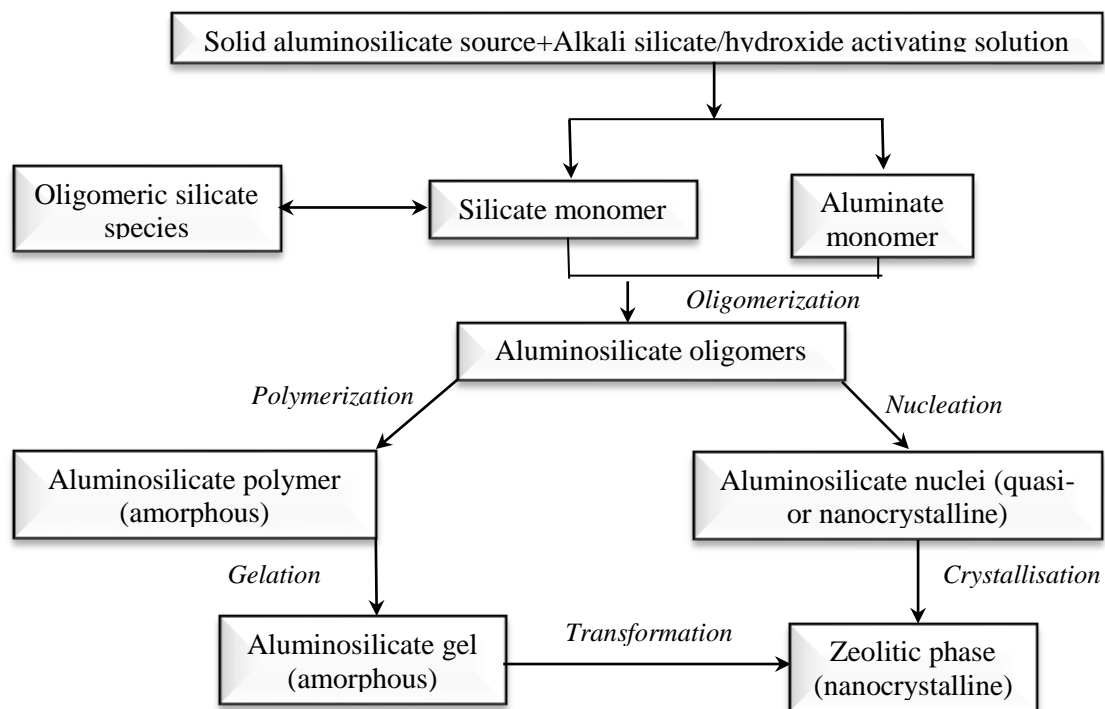 Solid aluminosilicate source+Alkali silicate/hydroxide activating solution
Oligomeric silicate
species
Silicate monomer
Aluminate
monomer
Oligomerization
Aluminosilicate oligomers
Polymerization
Nucleation
Aluminosilicate polymer
(amorphous)
Aluminosilicate nuclei (quasi-
or nanocrystalline)
Gelation
Crystallisation
Aluminosilicate gel
(amorphous)
Transformation
Zeolitic phase
(nanocrystalline)